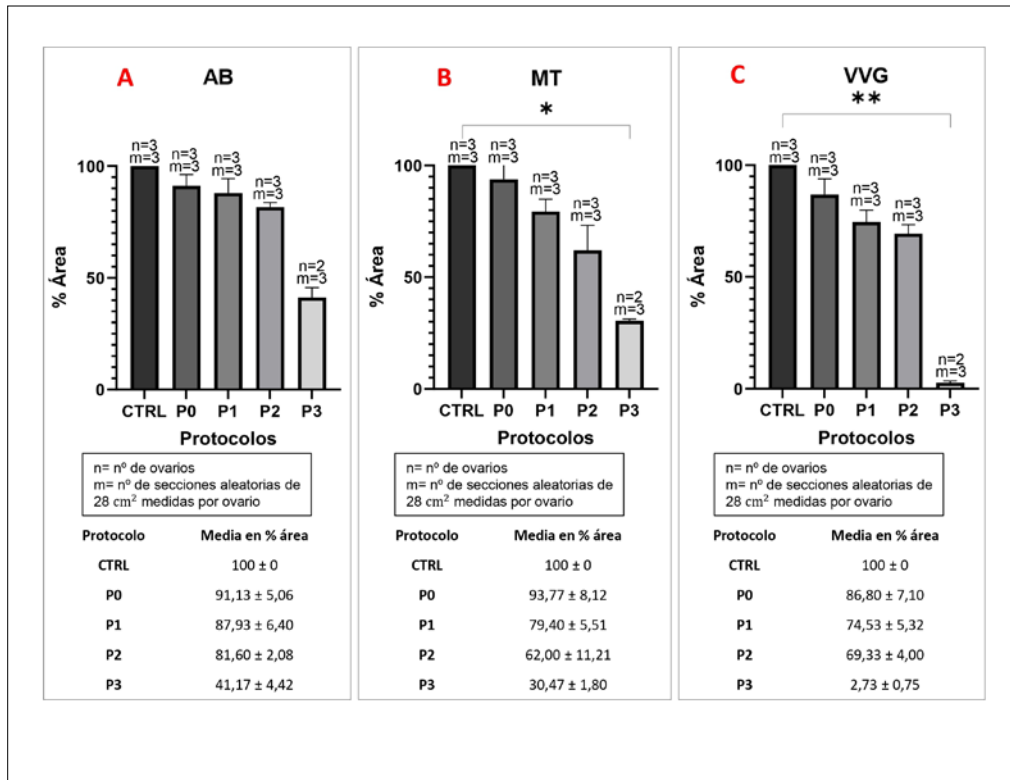 A AB
n=3
m=3
n=3
m=3
n=3
m=3
n=3
m=3
n=2
m=3
100
50
0
% Área
CTRL P0 P1 P2 P3
Protocolos
n= nº de ovarios
m= nº de secciones aleatorias de
28 cm² medidas por ovario
Protocolo Media en % área
CTRL 100 ± 0
P0 91,13 ± 5,06
P1 87,93 ± 6,40
P2 81,60 ± 2,08
P3 41,17 ± 4,42
B MT
*
n=3
m=3
n=3
m=3
n=3
m=3
n=3
m=3
n=2
m=3
100
50
0
% Área
CTRL P0 P1 P2 P3
Protocolos
n= nº de ovarios
m= nº de secciones aleatorias de
28 cm² medidas por ovario
Protocolo Media en % área
CTRL 100 ± 0
P0 93,77 ± 8,12
P1 79,40 ± 5,51
P2 62,00 ± 11,21
P3 30,47 ± 1,80
C VVG
**
n=3
m=3
n=3
m=3
n=3
m=3
n=3
m=3
n=2
m=3
100
50
0
% Área
CTRL P0 P1 P2 P3
Protocolos
n= nº de ovarios
m= nº de secciones aleatorias de
28 cm² medidas por ovario
Protocolo Media en % área
CTRL 100 ± 0
P0 86,80 ± 7,10
P1 74,53 ± 5,32
P2 69,33 ± 4,00
P3 2,73 ± 0,75